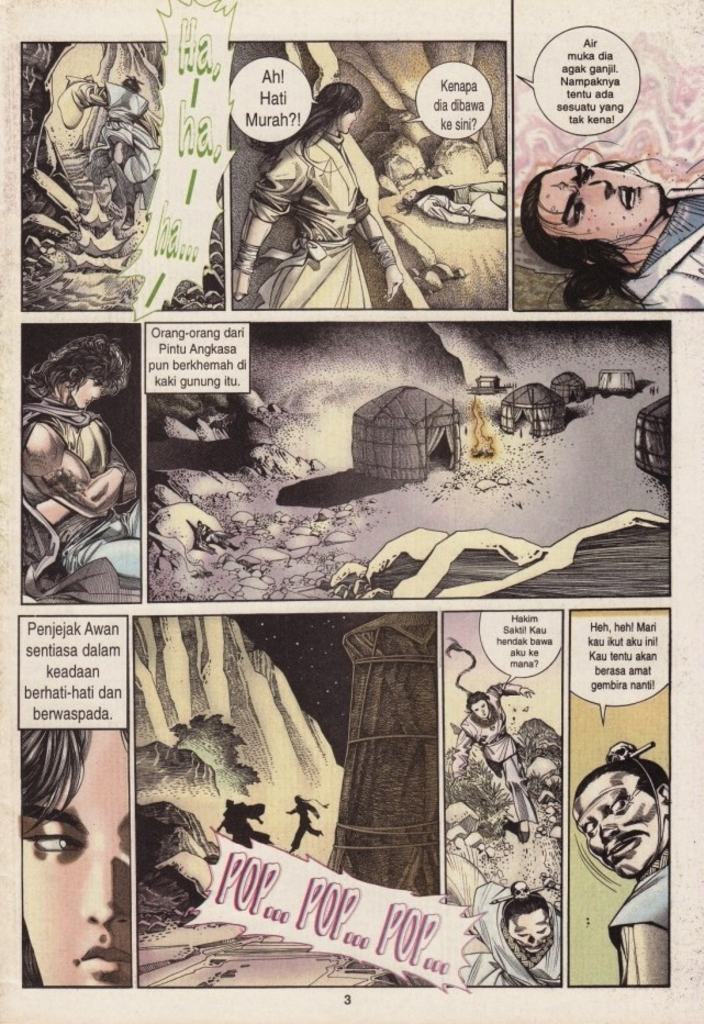 Ha,
ha,
ha...
Ah!
Hati
Murah?!
Kenapa
dia dibawa
ke sini?
Air
muka dia
agak ganjil.
Nampaknya
tentu ada
sesuatu yang
tak kena!
Orang-orang dari
Pintu Angkasa
pun berkhemah di
kaki gunung itu.
Penjejak Awan
sentiasa dalam
keadaan
berhati-hati dan
berwaspada.
POP... POP... POP...
Hakim
Sakti! Kau
hendak bawa
aku ke
mana?
Heh, heh! Mari
kau ikut aku ini!
Kau tentu akan
berasa amat
gembira nanti!
3